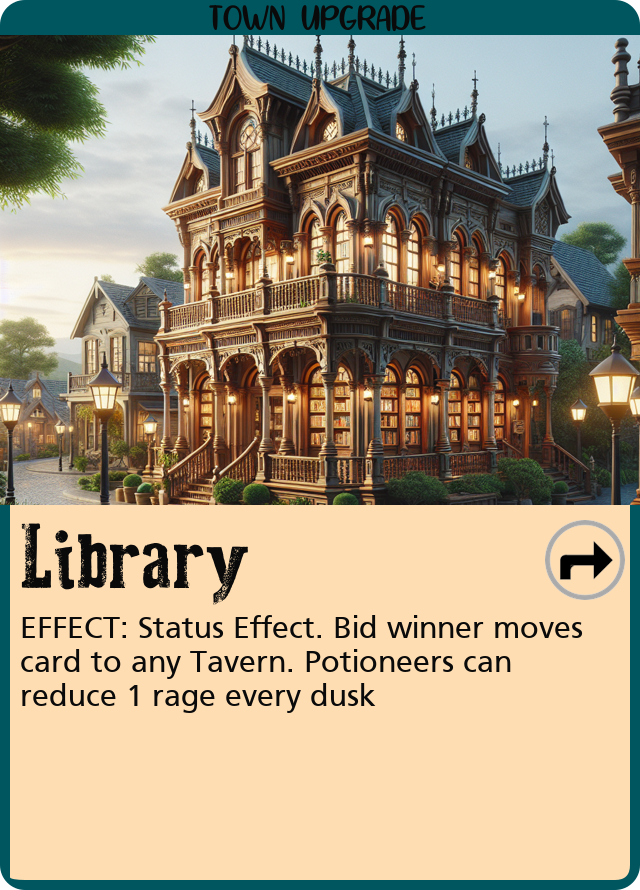 TOWN UPGRADE
Library
EFFECT: Status Effect. Bid winner moves
card to any Tavern. Potioneers can
reduce 1 rage every dusk